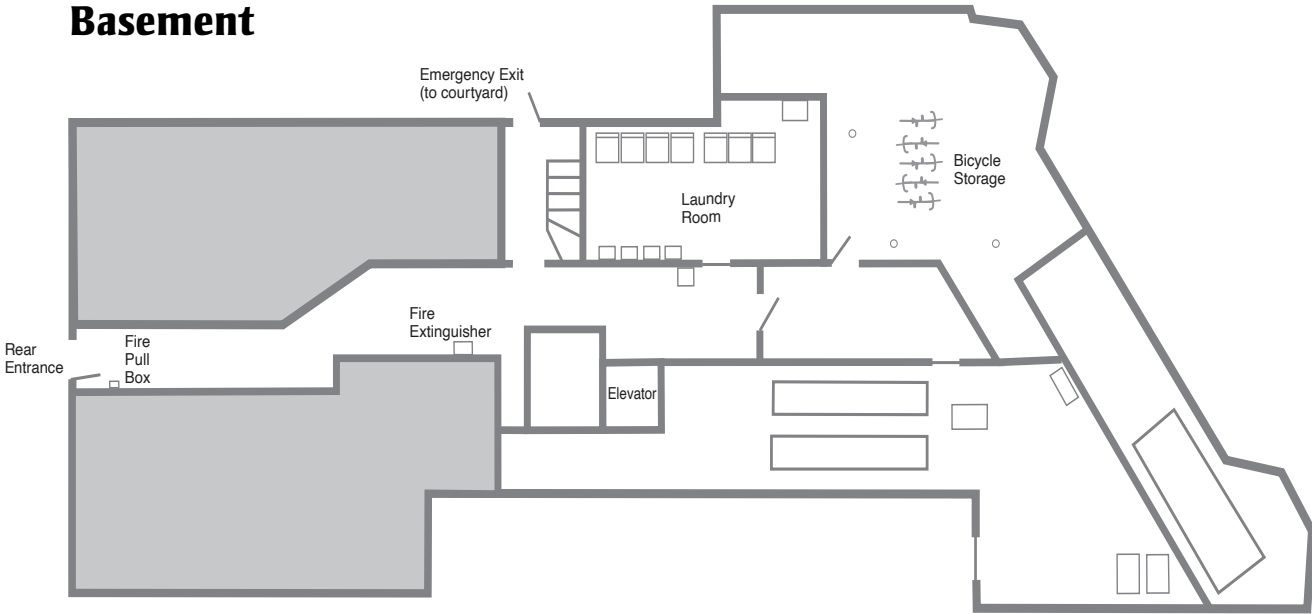 Basement
Emergency Exit
(to courtyard)
Bicycle
Storage
Laundry
Room
Fire
Extinguisher
Rear
Entrance
Fire
Pull
Box
Elevator